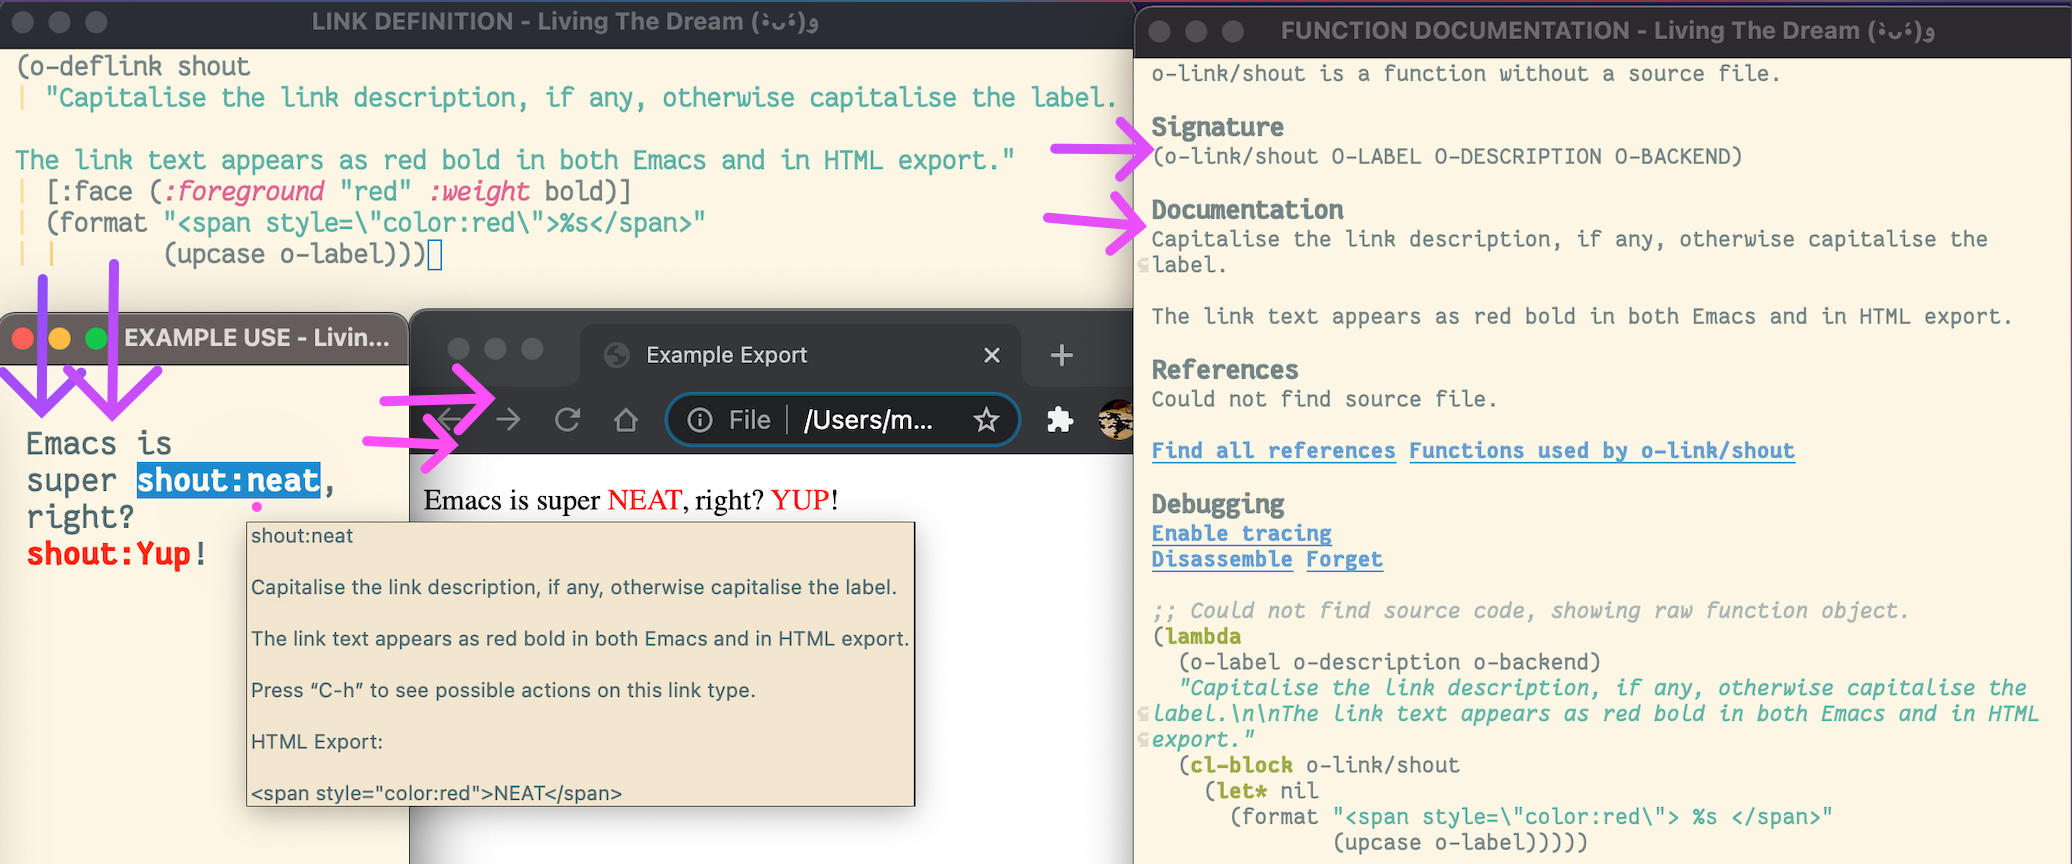 LINK DEFINITION - Living The Dream (•̀ᴗ•́)و
(o-deflink shout
"Capitalise the link description, if any, otherwise capitalise the label.
The link text appears as red bold in both Emacs and in HTML export."
[:face (:foreground "red" :weight bold)]
(format "<span style=\"color:red\">%s</span>"
(upcase o-label)))
EXAMPLE USE - Livin...
Emacs is
super shout:neat,
right?
shout:Yup!
Example Export
File
/Users/m...
Emacs is super NEAT, right? YUP!
shout:neat
Capitalise the link description, if any, otherwise capitalise the label.
The link text appears as red bold in both Emacs and in HTML export.
Press “C-h” to see possible actions on this link type.
HTML Export:
<span style="color:red">NEAT</span>
FUNCTION DOCUMENTATION - Living The Dream (•̀ᴗ•́)و
o-link/shout is a function without a source file.
Signature
(o-link/shout O-LABEL O-DESCRIPTION O-BACKEND)
Documentation
Capitalise the link description, if any, otherwise capitalise the
label.
The link text appears as red bold in both Emacs and in HTML export.
References
Could not find source file.
Find all references Functions used by o-link/shout
Debugging
Enable tracing
Disassemble Forget
;; Could not find source code, showing raw function object.
(lambda
(o-label o-description o-backend)
"Capitalise the link description, if any, otherwise capitalise the
label.\n\nThe link text appears as red bold in both Emacs and in HTML
export."
(cl-block o-link/shout
(let* nil
(format "<span style=\"color:red\"> %s </span>"
(upcase o-label)))))